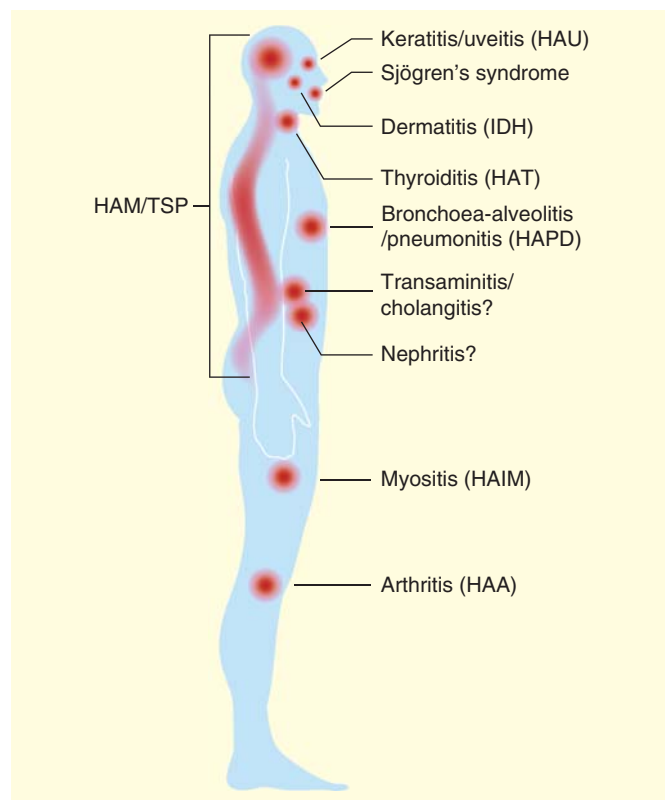 Keratitis/uveitis (HAU)
Sjögren's syndrome
Dermatitis (IDH)
Thyroiditis (HAT)
HAM/TSP
Bronchoea-alveolitis
/pneumonitis (HAPD)
Transaminitis/
cholangitis?
Nephritis?
Myositis (HAIM)
Arthritis (HAA)